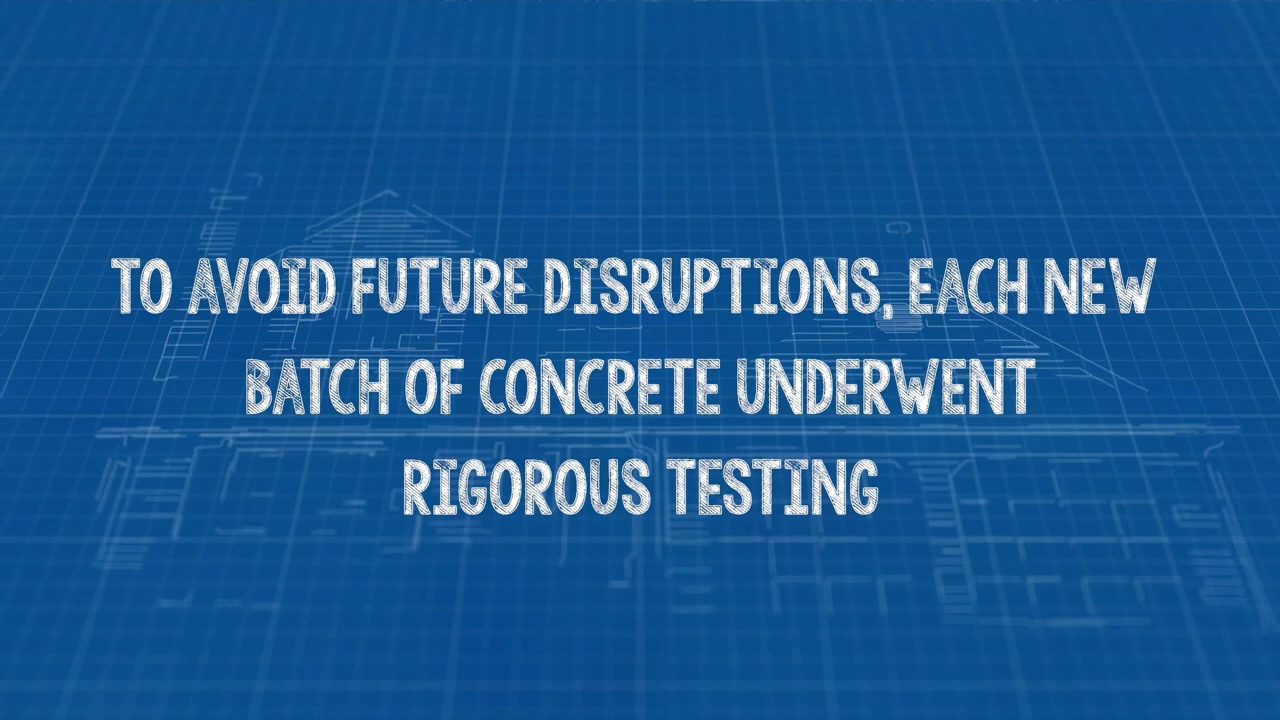 TO AVOID FUTURE DISRUPTIONS, EACH NEW
BATCH OF CONCRETE UNDERWENT
RIGOROUS TESTING